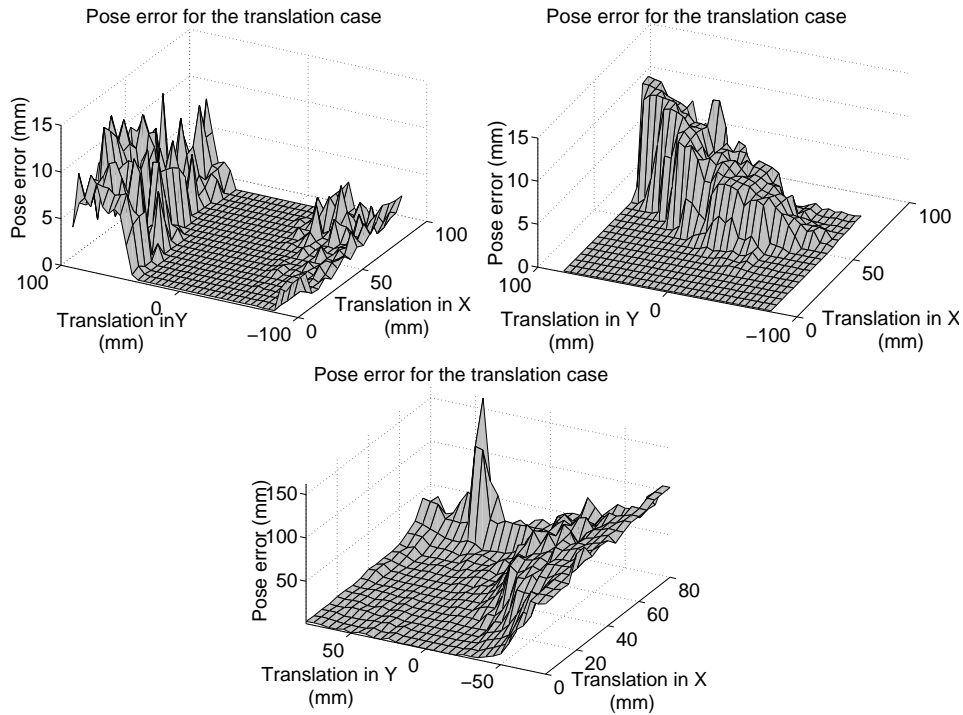 Pose error for the translation case
15
10
5
0
Pose error (mm)
100
0
−100
Translation inY
(mm)
0
50
100
Translation in X
(mm)
Pose error for the translation case
15
10
5
0
Pose error (mm)
100
0
−100
Translation in Y
(mm)
0
50
100
Translation in X
(mm)
Pose error for the translation case
150
100
50
Pose error (mm)
50
0
−50
Translation in Y
(mm)
0
20
40
60
80
Translation in X
(mm)